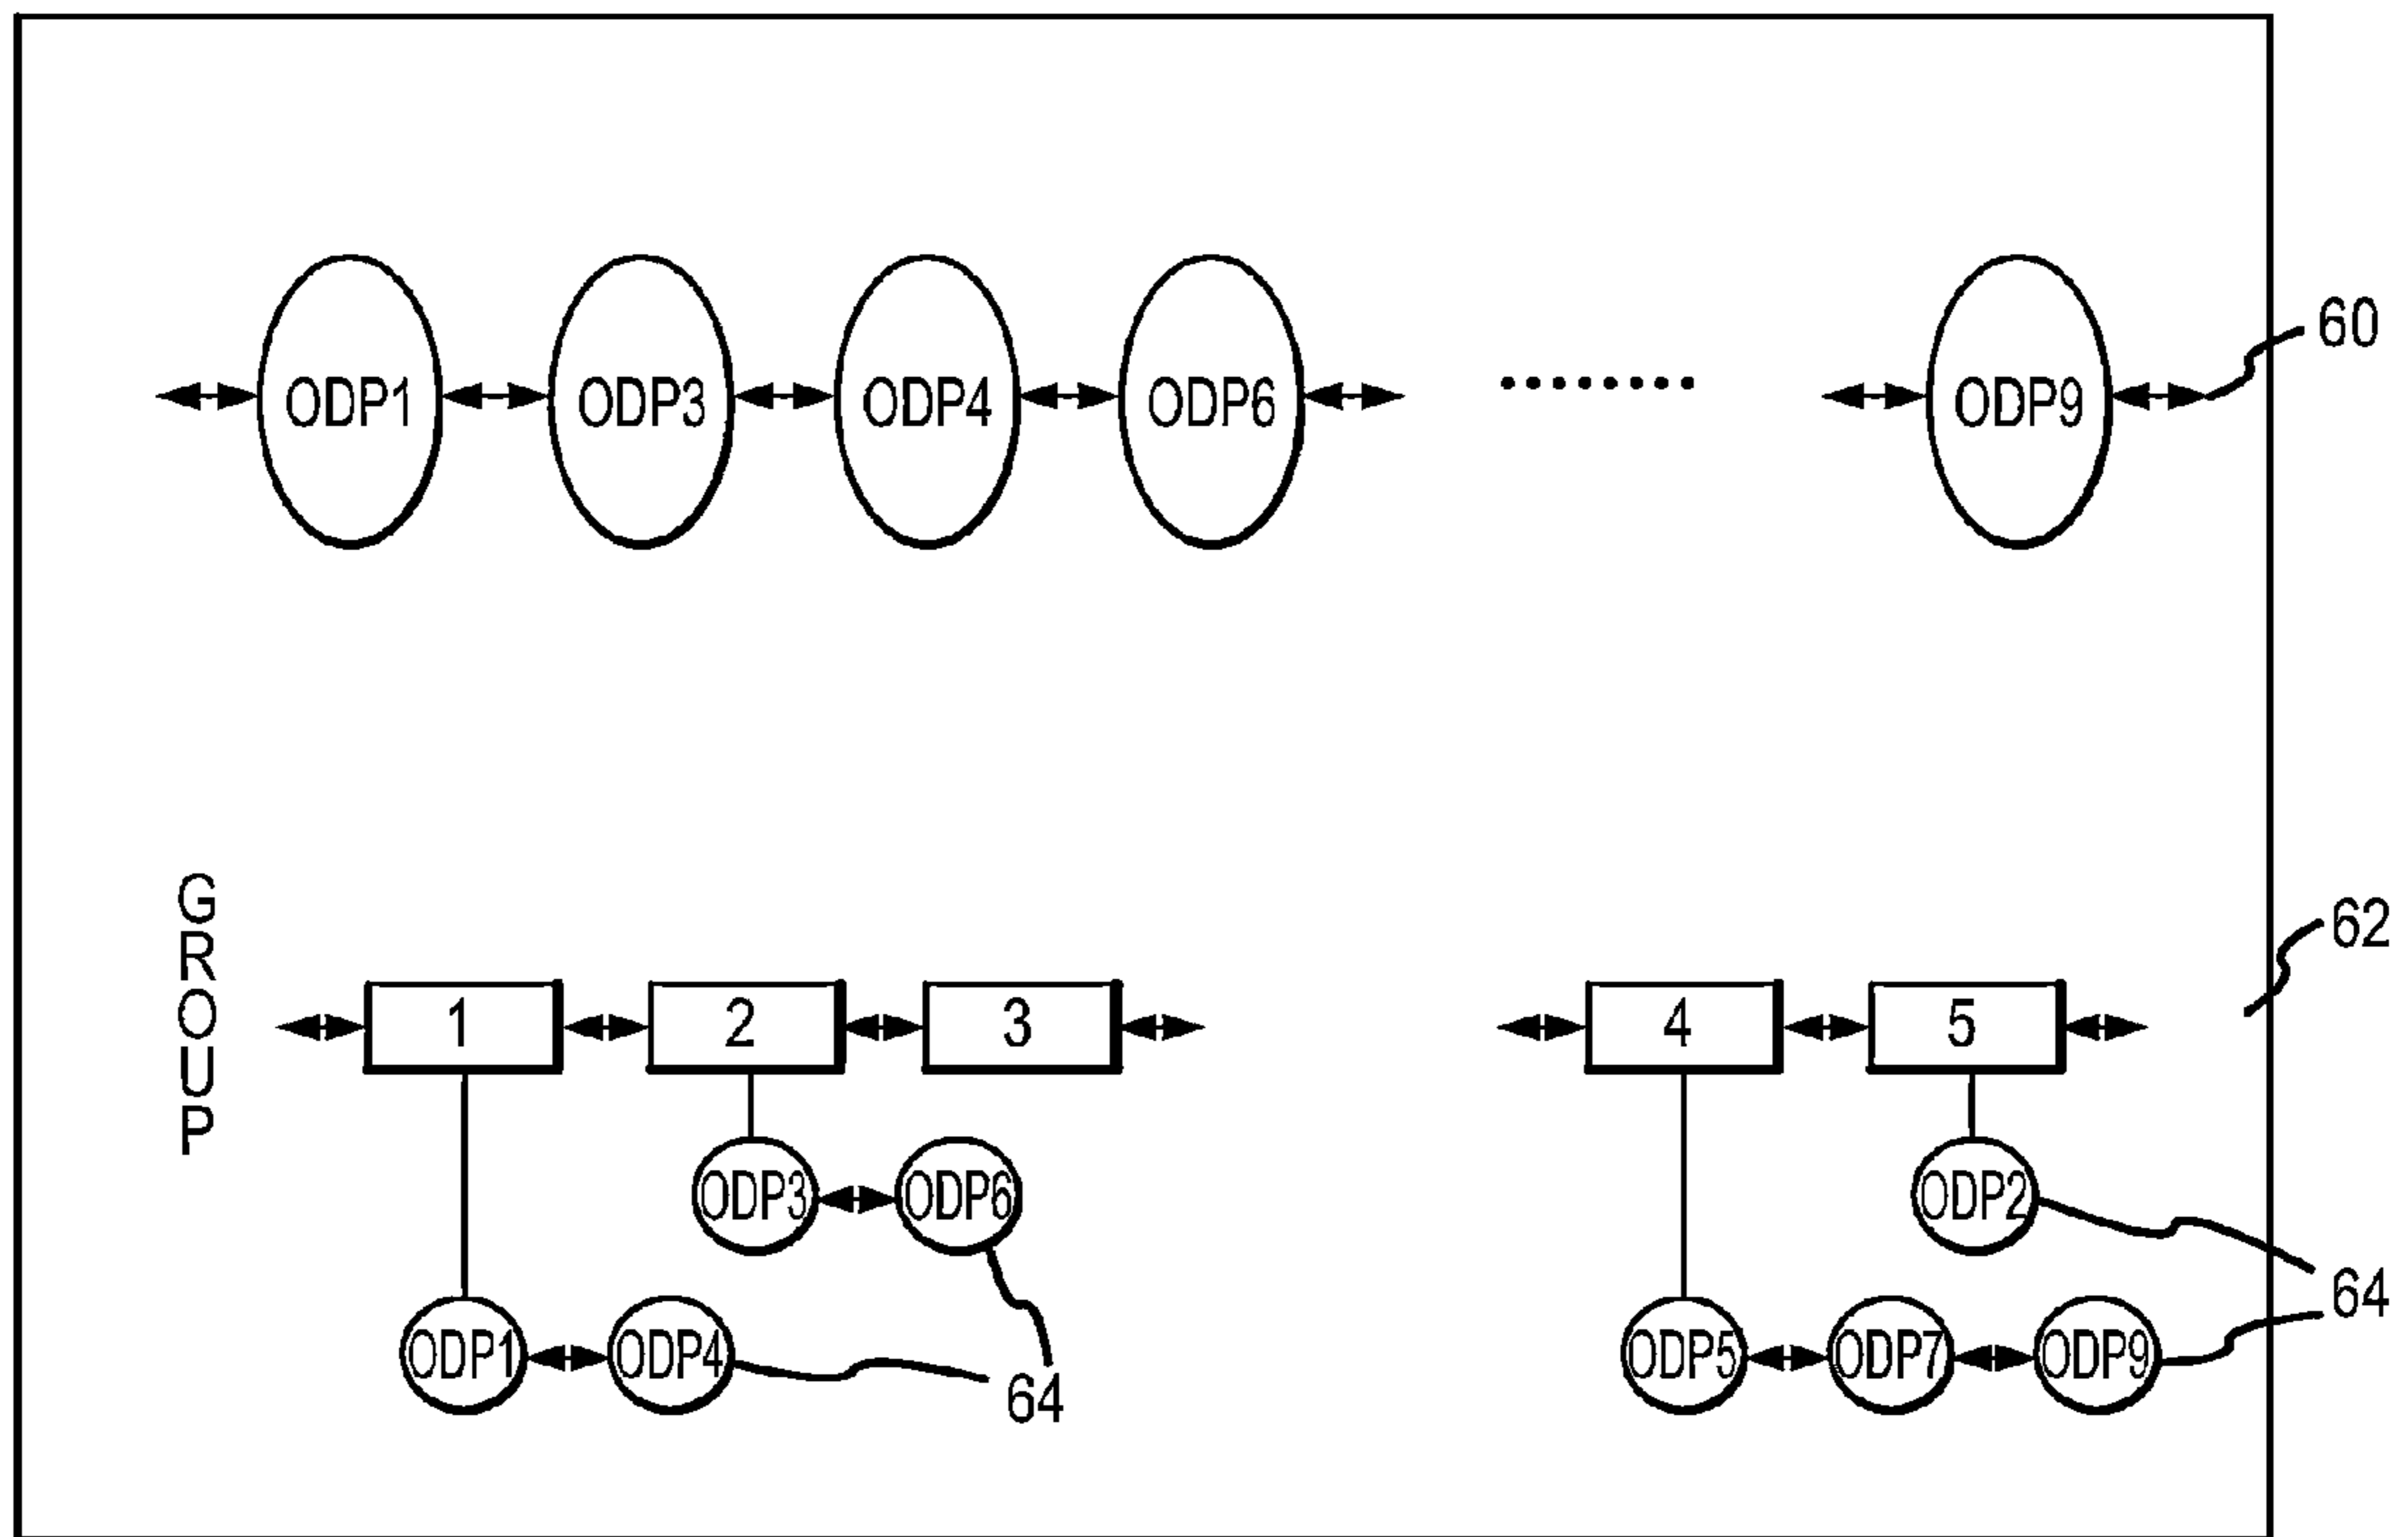 ODP1 ODP3 ODP4 ODP6 ........ ODP9
60
GROUP
62
1 2 3 4 5
ODP3 ODP6 ODP2
64
ODP1 ODP4 ODP5 ODP7 ODP9
64